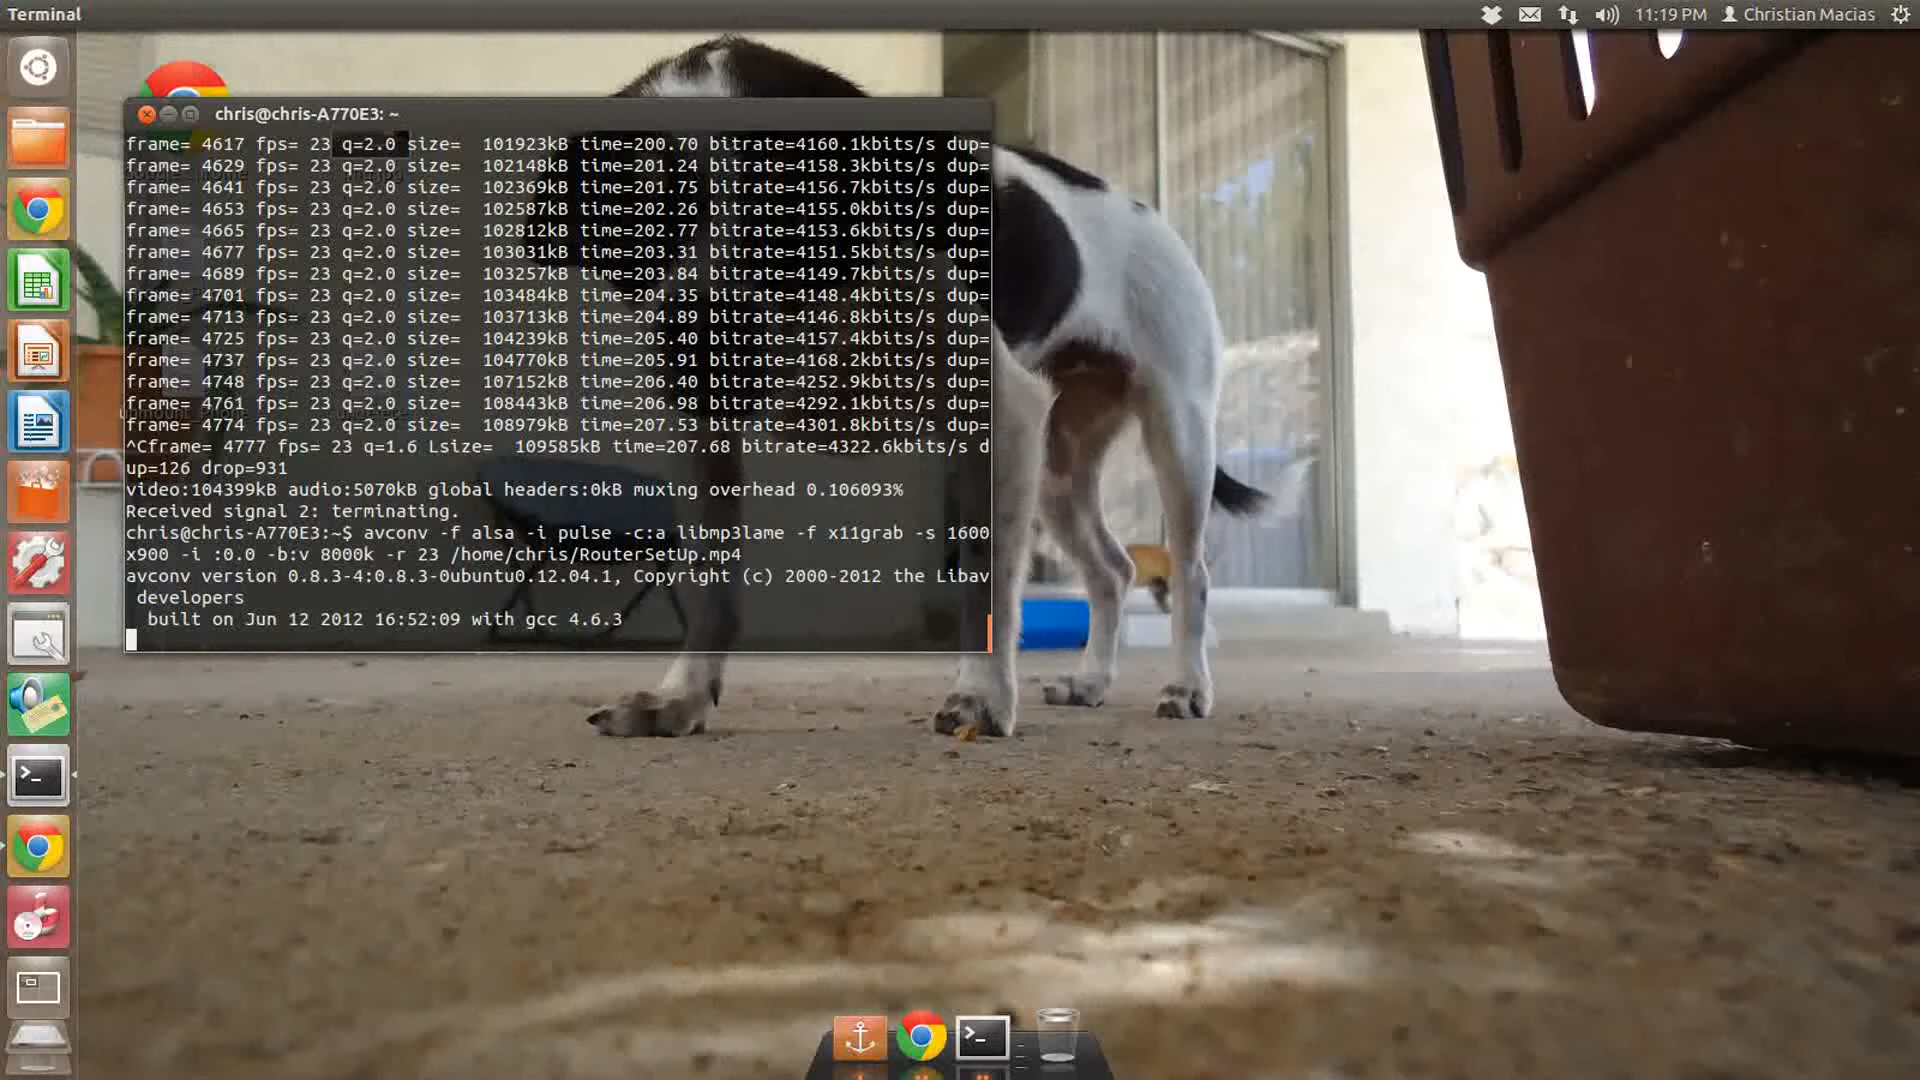 Terminal
11:19 PM Christian Macias
chris@chris-A770E3: ~
frame= 4617 fps= 23 q=2.0 size=  101923kB time=200.70 bitrate=4160.1kbits/s dup=
frame= 4629 fps= 23 q=2.0 size=  102148kB time=201.24 bitrate=4158.3kbits/s dup=
frame= 4641 fps= 23 q=2.0 size=  102369kB time=201.75 bitrate=4156.7kbits/s dup=
frame= 4653 fps= 23 q=2.0 size=  102587kB time=202.26 bitrate=4155.0kbits/s dup=
frame= 4665 fps= 23 q=2.0 size=  102812kB time=202.77 bitrate=4153.6kbits/s dup=
frame= 4677 fps= 23 q=2.0 size=  103031kB time=203.31 bitrate=4151.5kbits/s dup=
frame= 4689 fps= 23 q=2.0 size=  103257kB time=203.84 bitrate=4149.7kbits/s dup=
frame= 4701 fps= 23 q=2.0 size=  103484kB time=204.35 bitrate=4148.4kbits/s dup=
frame= 4713 fps= 23 q=2.0 size=  103713kB time=204.89 bitrate=4146.8kbits/s dup=
frame= 4725 fps= 23 q=2.0 size=  104239kB time=205.40 bitrate=4157.4kbits/s dup=
frame= 4737 fps= 23 q=2.0 size=  104770kB time=205.91 bitrate=4168.2kbits/s dup=
frame= 4748 fps= 23 q=2.0 size=  107152kB time=206.40 bitrate=4252.9kbits/s dup=
frame= 4761 fps= 23 q=2.0 size=  108443kB time=206.98 bitrate=4292.1kbits/s dup=
frame= 4774 fps= 23 q=2.0 size=  108979kB time=207.53 bitrate=4301.8kbits/s dup=
^Cframe= 4777 fps= 23 q=1.6 Lsize=  109585kB time=207.68 bitrate=4322.6kbits/s d
up=126 drop=931
video:104399kB audio:5070kB global headers:0kB muxing overhead 0.106093%
Received signal 2: terminating.
chris@chris-A770E3:~$ avconv -f alsa -i pulse -c:a libmp3lame -f x11grab -s 1600
x900 -i :0.0 -b:v 8000k -r 23 /home/chris/RouterSetUp.mp4
avconv version 0.8.3-4:0.8.3-0ubuntu0.12.04.1, Copyright (c) 2000-2012 the Libav
 developers
  built on Jun 12 2012 16:52:09 with gcc 4.6.3